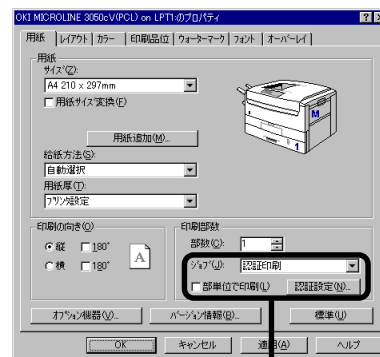 OKI MICROLINE 3050cV(PCL) on LPT1:のプロパティ
用紙 レイアウト カラー 印刷品位 ウォーターマーク フォント オーバーレイ
用紙
サイズ(Z):
A4 210 x 297mm
用紙サイズ変換(F)
用紙追加(M)...
給紙方法(S):
自動選択
用紙厚(T):
プリンタ設定
M
1
印刷の向き(O)
縦 180°
横 180°
A
印刷部数
部数(C): 1
ジョブ(J): 認証印刷
部単位で印刷(L) 認証設定(N)...
オプション機器(V)... バージョン情報(B)... 標準(U)
OK キャンセル 適用(A) ヘルプ